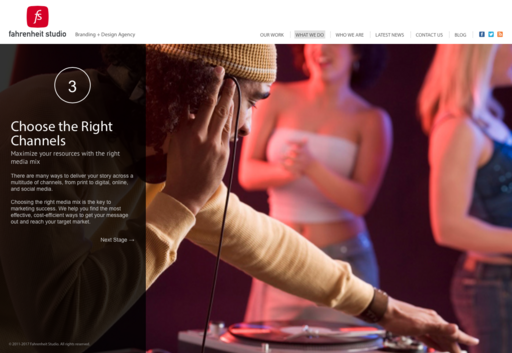 fs
fahrenheit studio
Branding + Design Agency
OUR WORK
WHAT WE DO
WHO WE ARE
LATEST NEWS
CONTACT US
BLOG
3
Choose the Right
Channels
Maximize your resources with the right
media mix
There are many ways to deliver your story across a
multitude of channels, from print to digital, online,
and social media.
Choosing the right media mix is the key to
marketing success. We help you find the most
effective, cost-efficient ways to get your message
out and reach your target market.
Next Stage →
© 2011-2017 Fahrenheit Studio. All rights reserved.